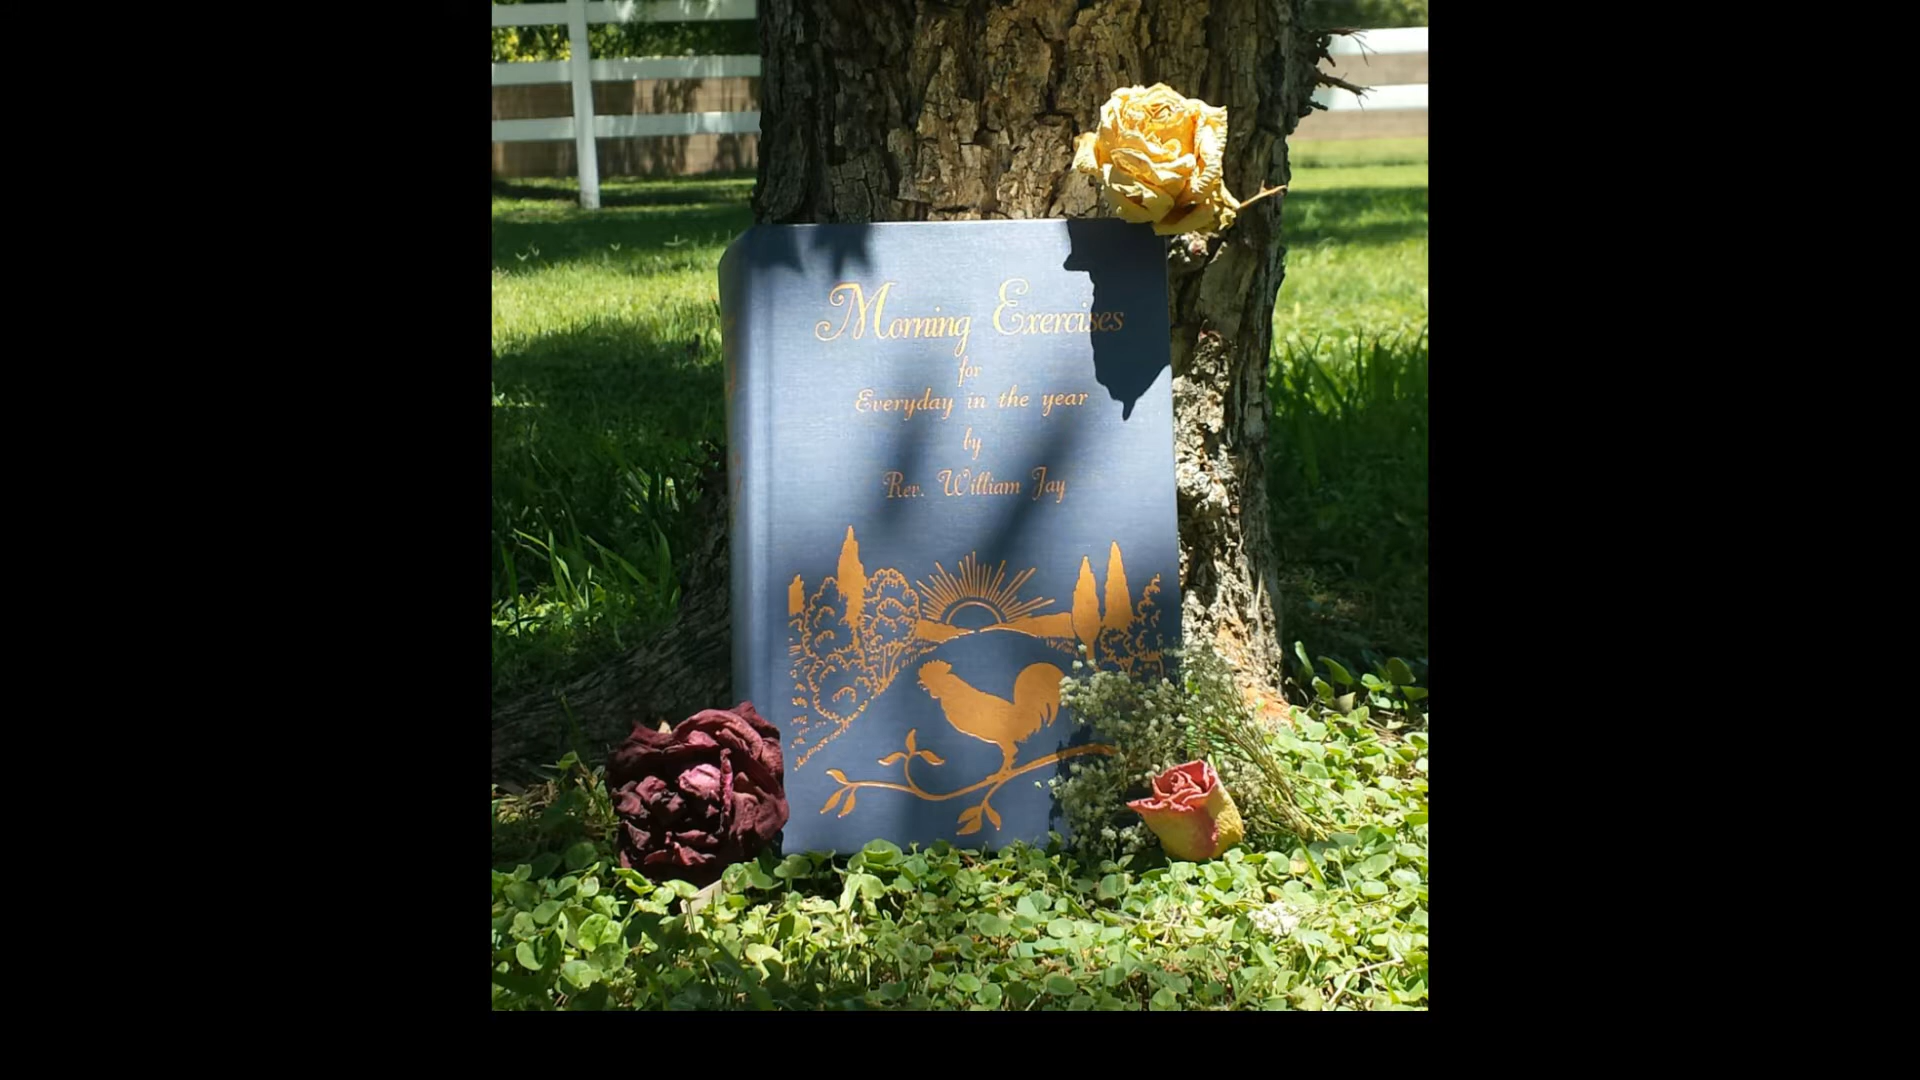 Morning Exercises
for
Everyday in the year
by
Rev. William Jay